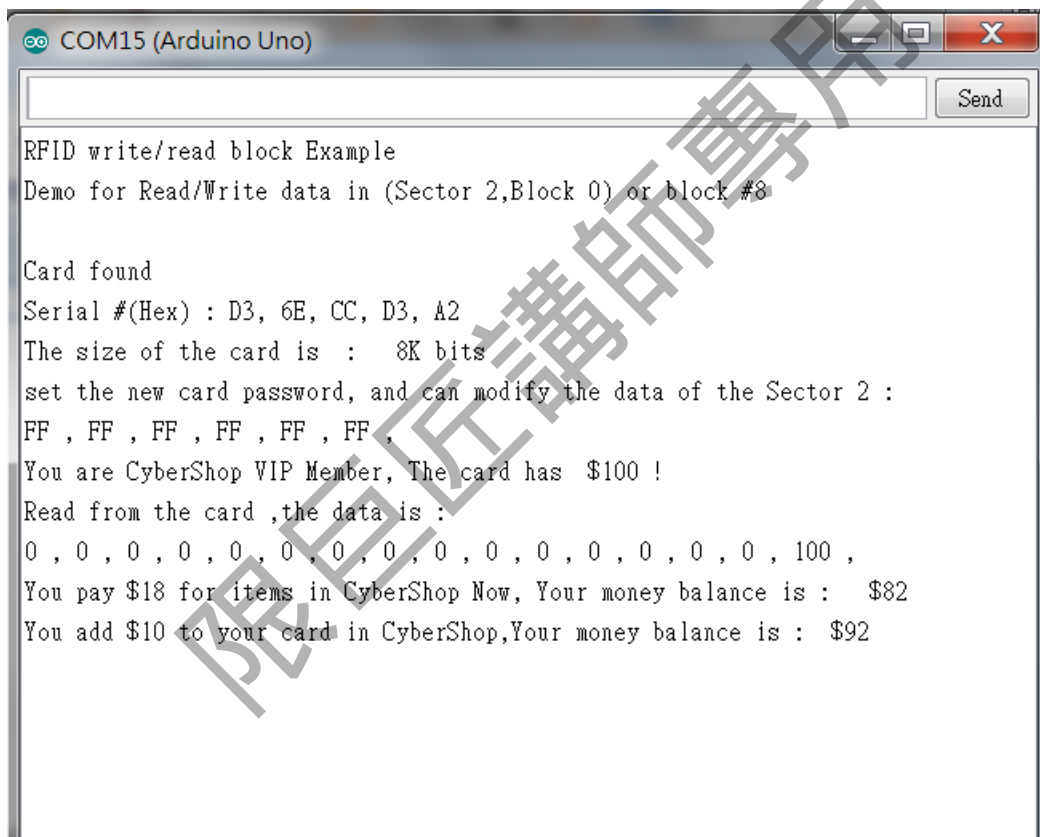 COM15 (Arduino Uno)
Send
RFID write/read block Example
Demo for Read/Write data in (Sector 2,Block 0) or block #8
Card found
Serial #(Hex) : D3, 6E, CC, D3, A2
The size of the card is :   8K bits
set the new card password, and can modify the data of the Sector 2 :
FF , FF , FF , FF , FF , FF ,
You are CyberShop VIP Member, The card has  $100 !
Read from the card ,the data is :
0 , 0 , 0 , 0 , 0 , 0 , 0 , 0 , 0 , 0 , 0 , 0 , 0 , 0 , 0 , 100 ,
You pay $18 for items in CyberShop Now, Your money balance is :   $82
You add $10 to your card in CyberShop,Your money balance is :  $92
限巨匠講師專用